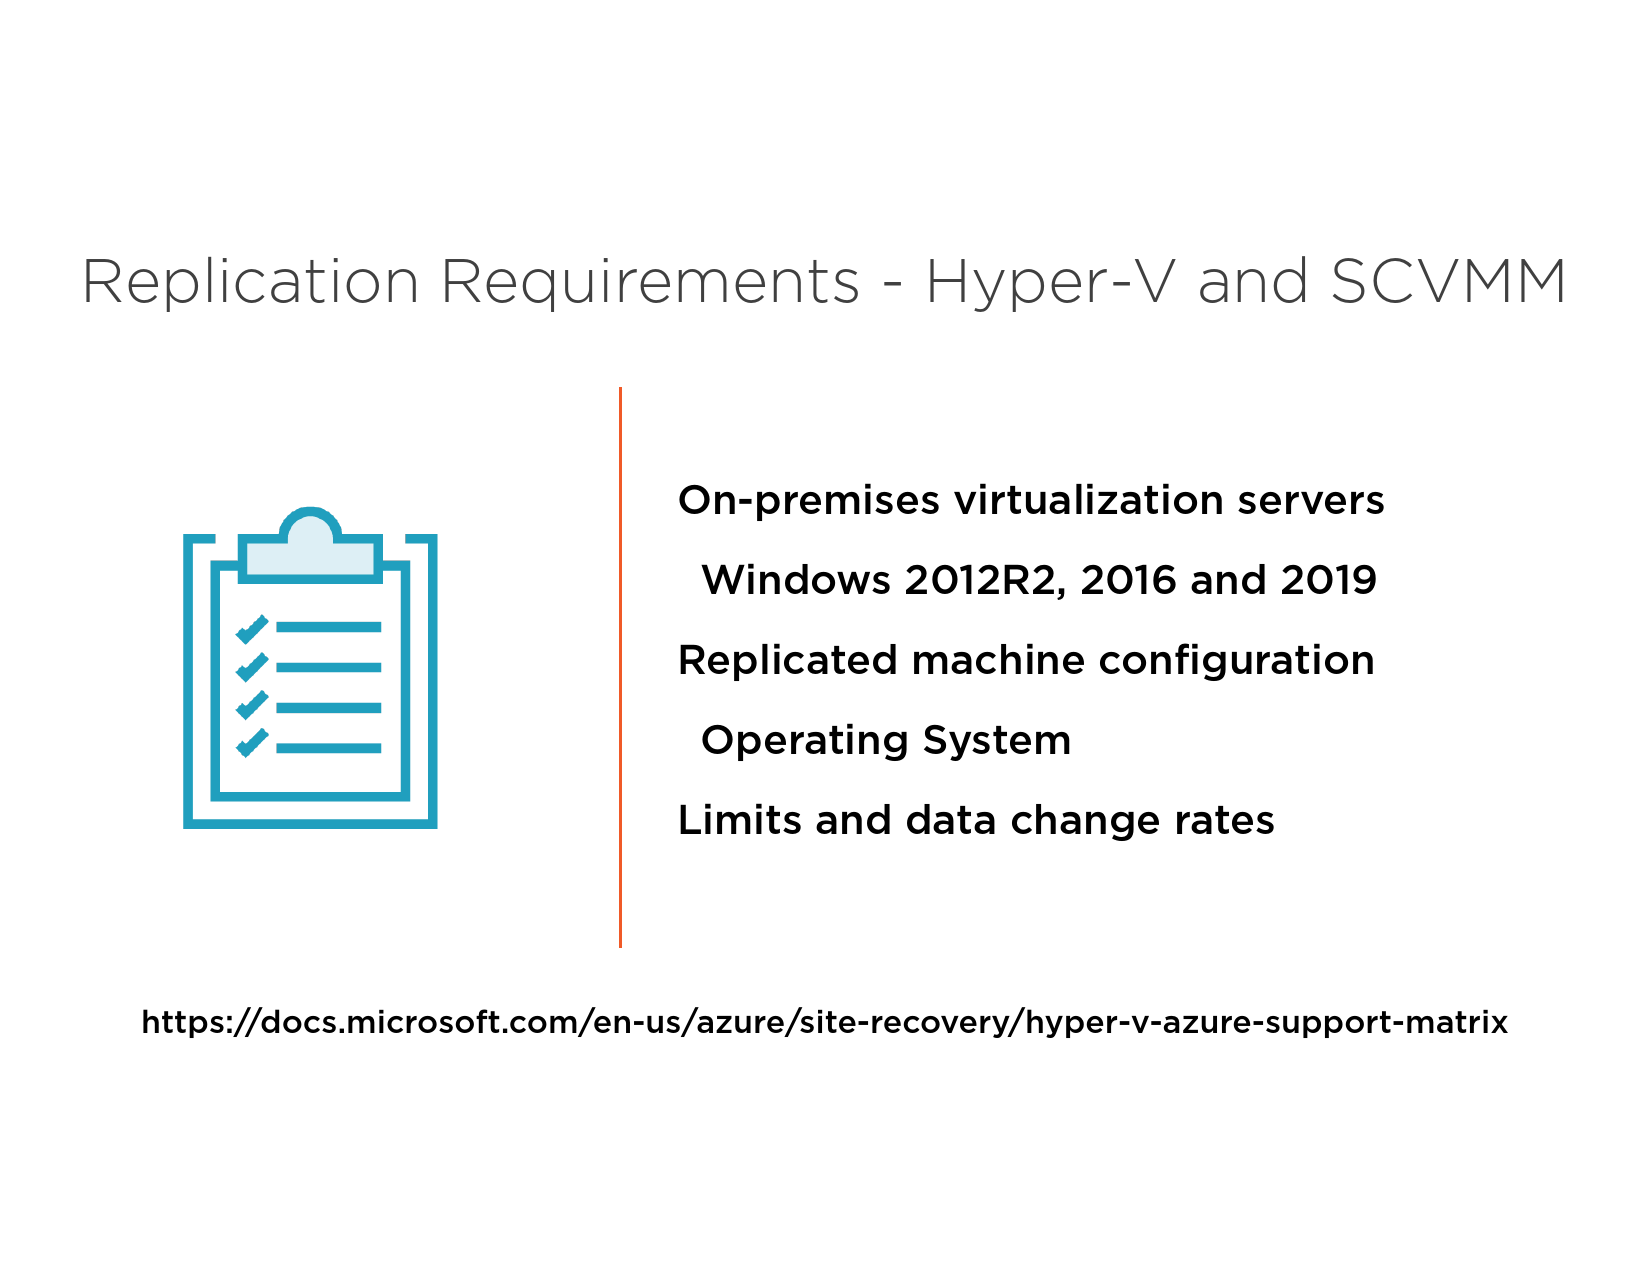 Replication Requirements - Hyper-V and SCVMM
On-premises virtualization servers
Windows 2012R2, 2016 and 2019
Replicated machine configuration
Operating System
Limits and data change rates
https://docs.microsoft.com/en-us/azure/site-recovery/hyper-v-azure-support-matrix